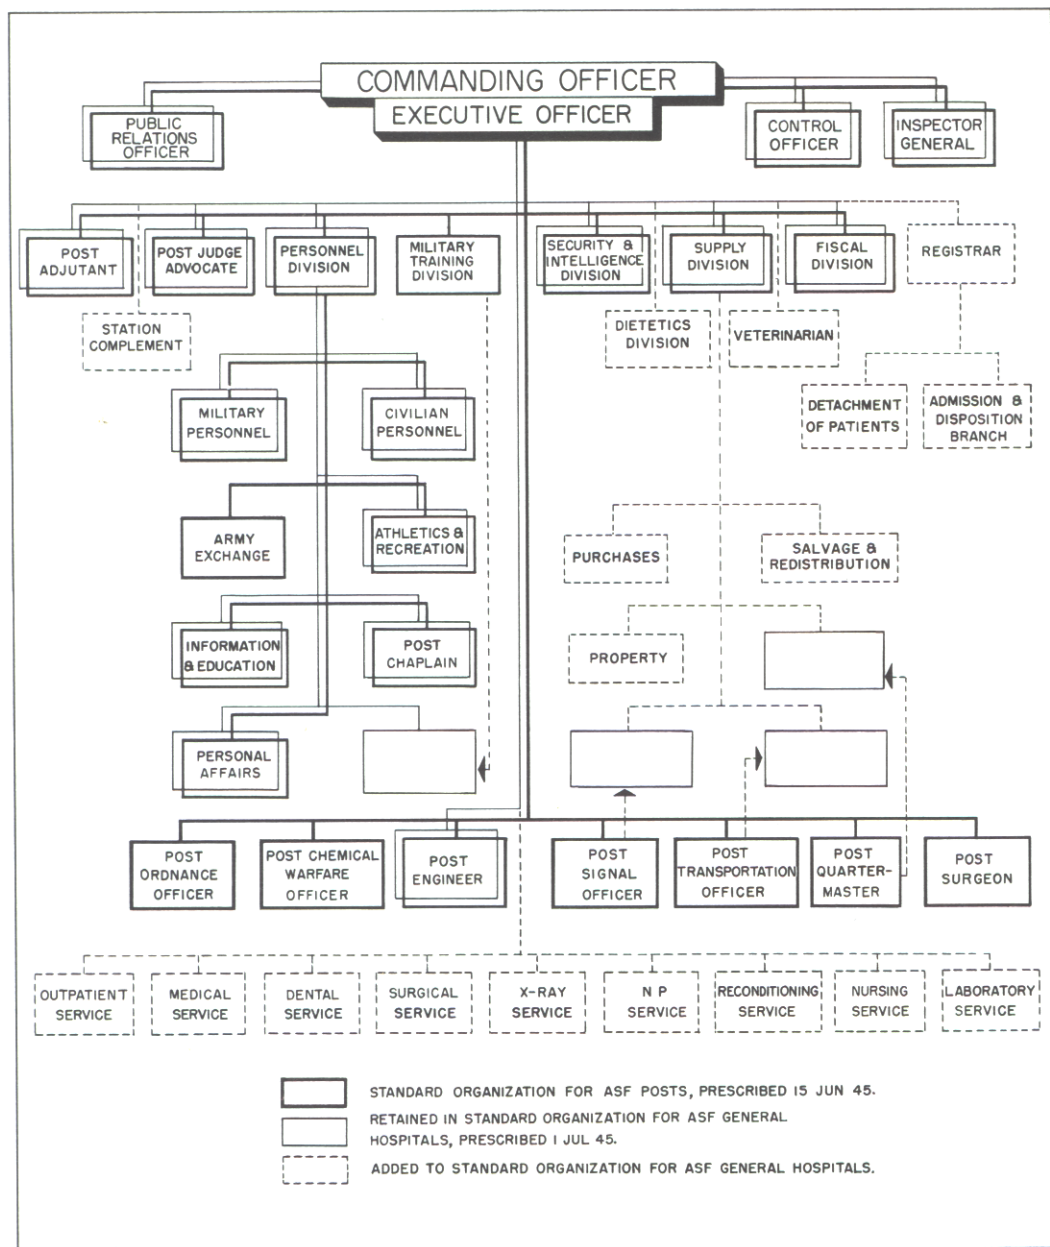 COMMANDING OFFICER
EXECUTIVE OFFICER
PUBLIC
RELATIONS
OFFICER
CONTROL
OFFICER
INSPECTOR
GENERAL
POST
ADJUTANT
POST JUDGE
ADVOCATE
PERSONNEL
DIVISION
MILITARY
TRAINING
DIVISION
SECURITY &
INTELLIGENCE
DIVISION
SUPPLY
DIVISION
FISCAL
DIVISION
REGISTRAR
STATION
COMPLEMENT
DIETETICS
DIVISION
VETERINARIAN
DETACHMENT
OF PATIENTS
ADMISSION &
DISPOSITION
BRANCH
MILITARY
PERSONNEL
CIVILIAN
PERSONNEL
ARMY
EXCHANGE
ATHLETICS &
RECREATION
PURCHASES
SALVAGE &
REDISTRIBUTION
INFORMATION
& EDUCATION
POST
CHAPLAIN
PROPERTY
PERSONAL
AFFAIRS
POST
ORDNANCE
OFFICER
POST CHEMICAL
WARFARE
OFFICER
POST
ENGINEER
POST
SIGNAL
OFFICER
POST
TRANSPORTATION
OFFICER
POST
QUARTER-
MASTER
POST
SURGEON
OUTPATIENT
SERVICE
MEDICAL
SERVICE
DENTAL
SERVICE
SURGICAL
SERVICE
X-RAY
SERVICE
N P
SERVICE
RECONDITIONING
SERVICE
NURSING
SERVICE
LABORATORY
SERVICE
STANDARD ORGANIZATION FOR ASF POSTS, PRESCRIBED 15 JUN 45.
RETAINED IN STANDARD ORGANIZATION FOR ASF GENERAL
HOSPITALS, PRESCRIBED 1 JUL 45.
ADDED TO STANDARD ORGANIZATION FOR ASF GENERAL HOSPITALS.